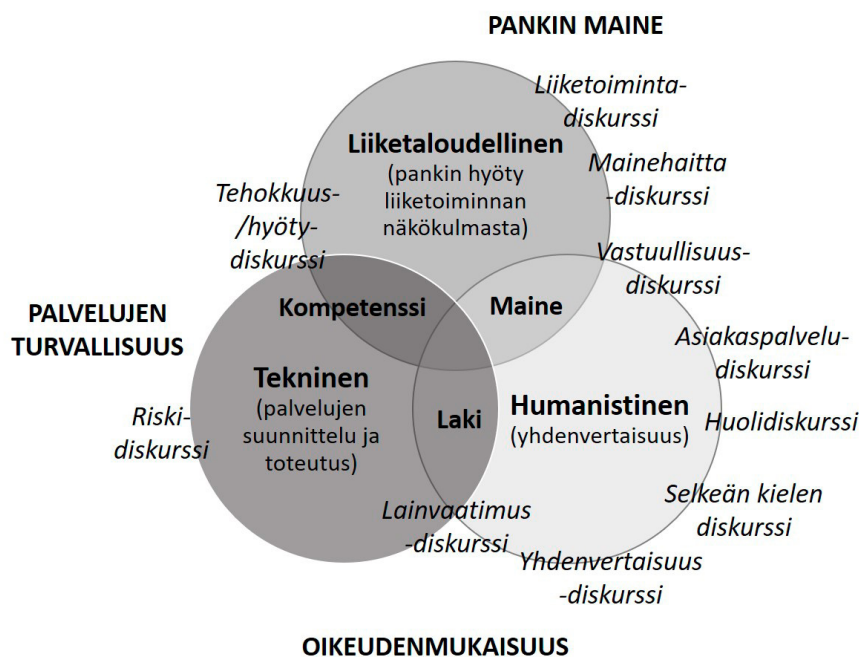 PANKIN MAINE
Liiketoiminta-
diskurssi
Liiketaloudellinen
(pankin hyöty
liiketoiminnan
näkökulmasta)
Mainehaitta
-diskurssi
Tehokkuus-
/hyöty-
diskurssi
Vastuullisuus-
diskurssi
Kompetenssi
Maine
PALVELUJEN
TURVALLISUUS
Asiakaspalvelu-
diskurssi
Tekninen
(palvelujen
suunnittelu ja
toteutus)
Riski-
diskurssi
Laki
Humanistinen
(yhdenvertaisuus)
Huolidiskurssi
Selkeän kielen
diskurssi
Lainvaatimus
-diskurssi
Yhdenvertaisuus
-diskurssi
OIKEUDENMUKAISUUS